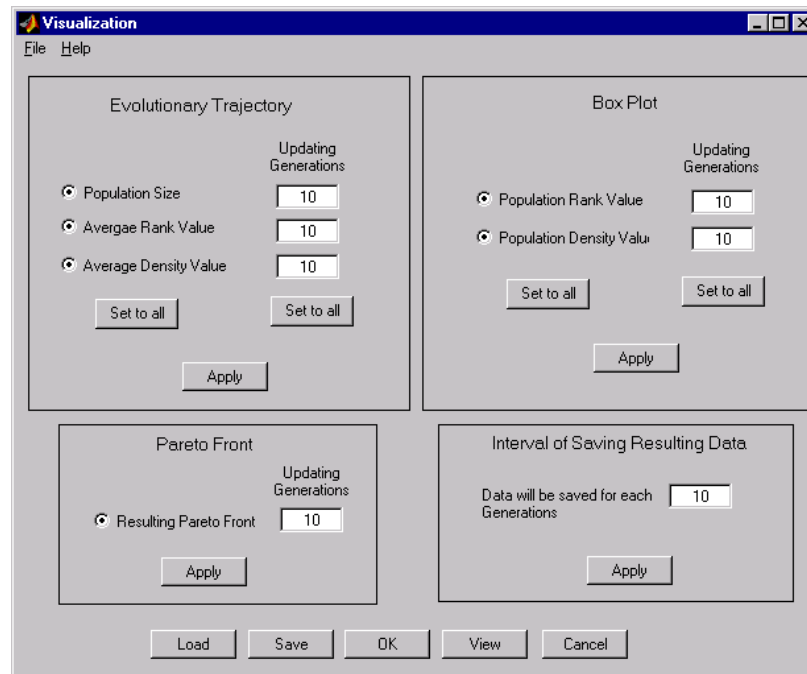 Visualization
File Help
Evolutionary Trajectory
Updating
Generations
Population Size 10
Avergae Rank Value 10
Average Density Value 10
Set to all Set to all
Apply
Box Plot
Updating
Generations
Population Rank Value 10
Population Density Valu 10
Set to all Set to all
Apply
Pareto Front
Updating
Generations
Resulting Pareto Front 10
Apply
Interval of Saving Resulting Data
Data will be saved for each 10
Generations
Apply
Load Save OK View Cancel